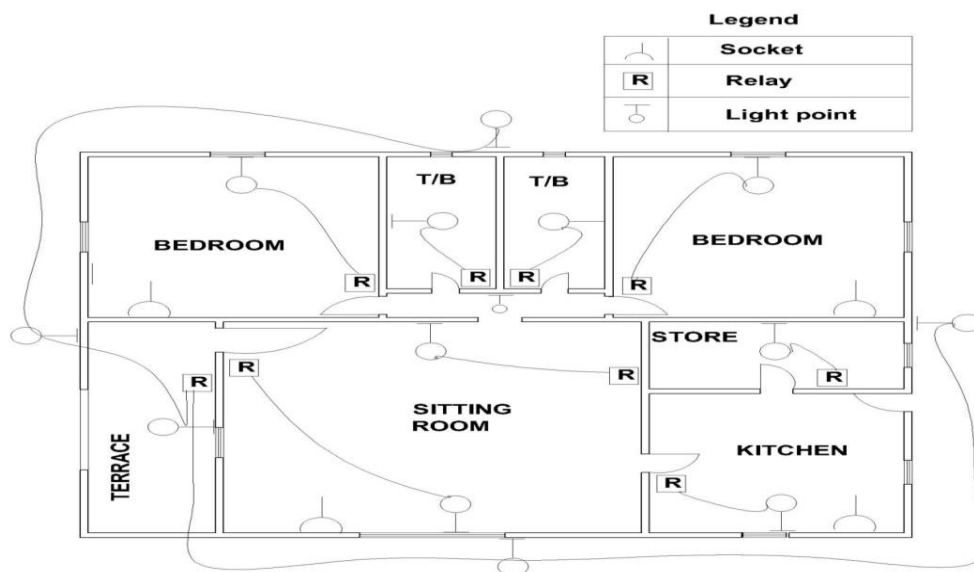 Legend
Socket
R Relay
Light point
T/B T/B
BEDROOM BEDROOM
R R R R
STORE
R R R R
SITTING
ROOM
TERRACE
KITCHEN
R